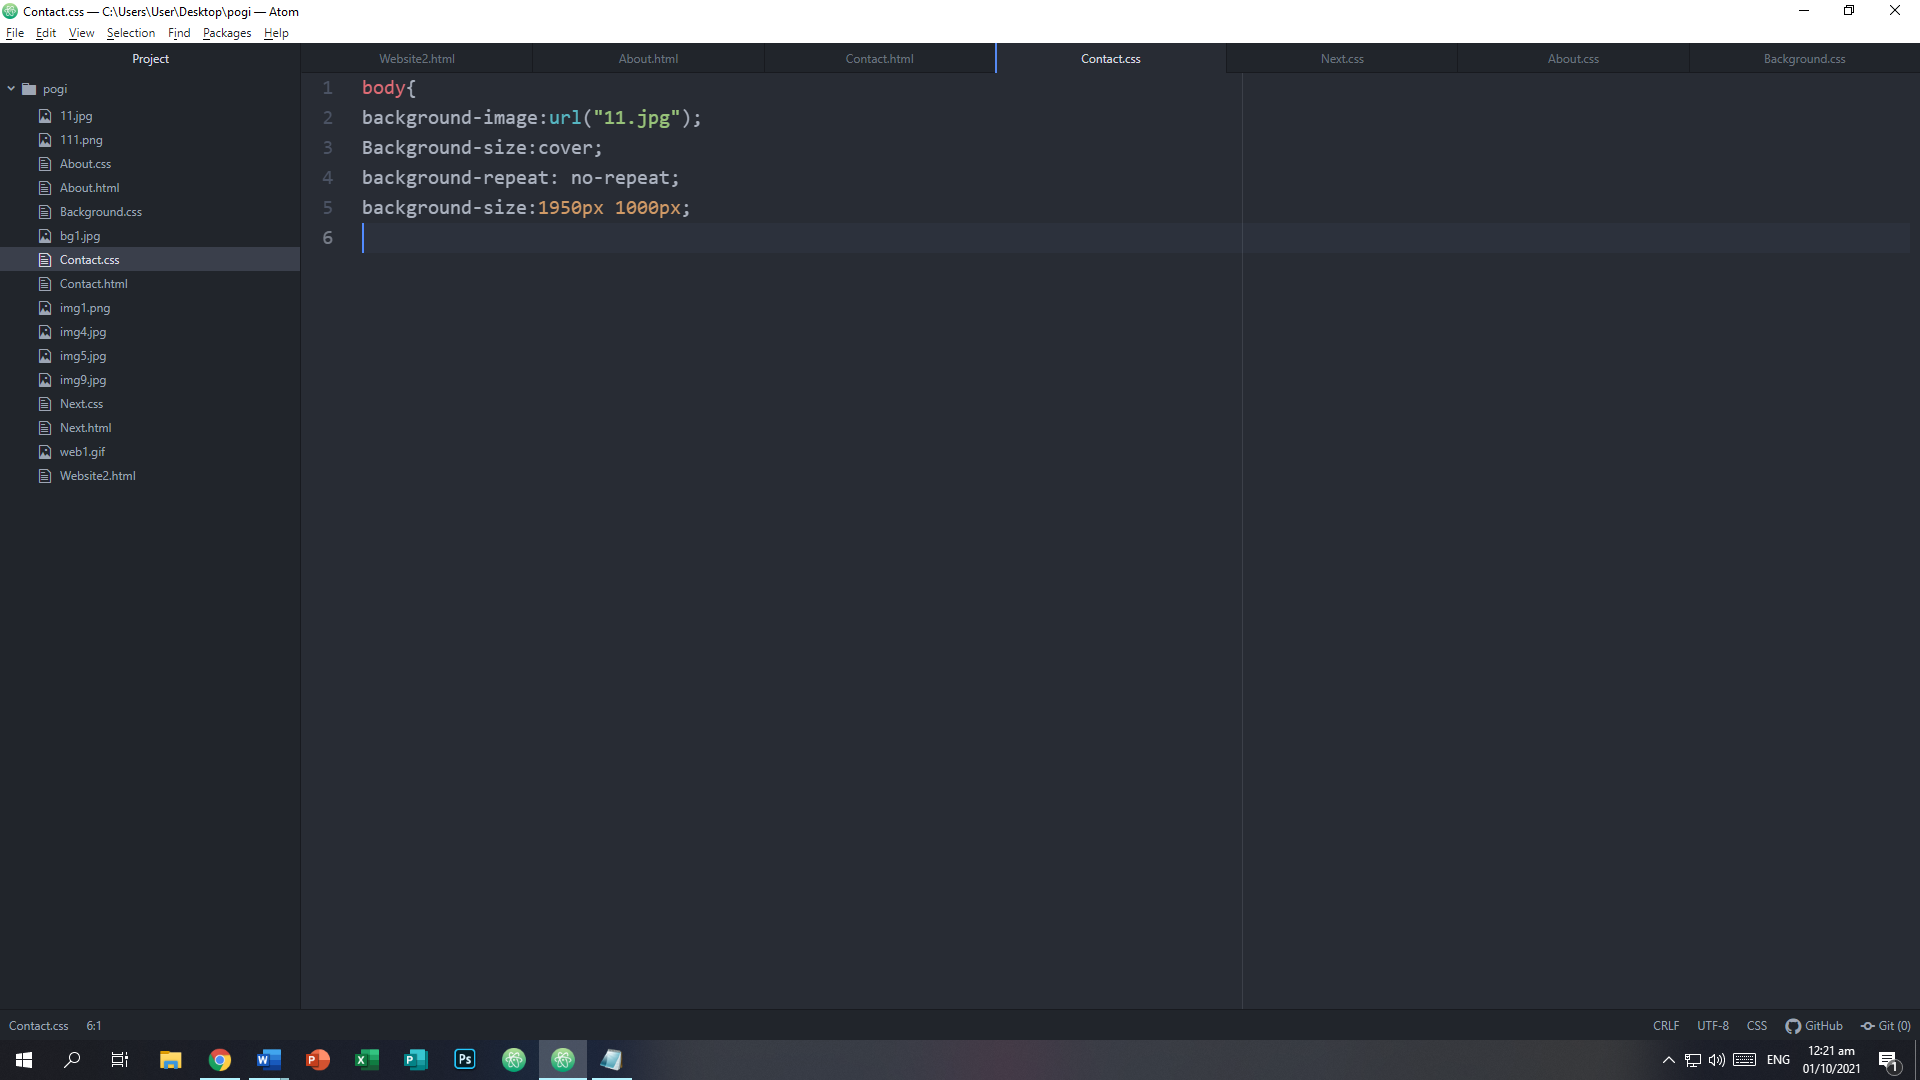 Contact.css — C:\Users\User\Desktop\pogi — Atom
File Edit View Selection Find Packages Help
Project
Website2.html About.html Contact.html Contact.css Next.css About.css Background.css
pogi
11.jpg
111.png
About.css
About.html
Background.css
bg1.jpg
Contact.css
Contact.html
img1.png
img4.jpg
img5.jpg
img9.jpg
Next.css
Next.html
web1.gif
Website2.html
1 body{
2 background-image:url("11.jpg");
3 Background-size:cover;
4 background-repeat: no-repeat;
5 background-size:1950px 1000px;
6
Contact.css 6:1 CRLF UTF-8 CSS GitHub Git (0)
W P X P Ps ENG 12:21 am
01/10/2021 1